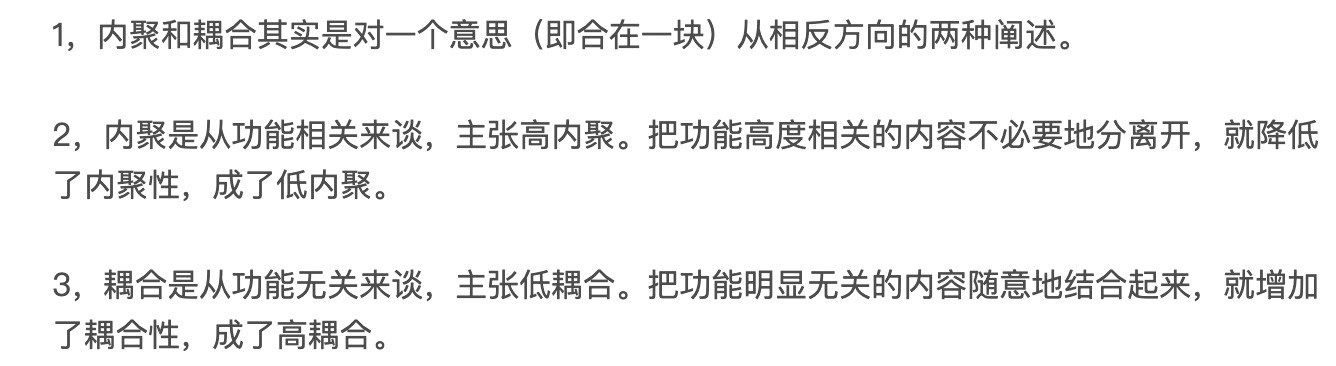 1，内聚和耦合其实是对一个意思（即合在一块）从相反方向的两种阐述。
2，内聚是从功能相关来谈，主张高内聚。把功能高度相关的内容不必要地分离开，就降低
了内聚性，成了低内聚。
3，耦合是从功能无关来谈，主张低耦合。把功能明显无关的内容随意地结合起来，就增加
了耦合性，成了高耦合。